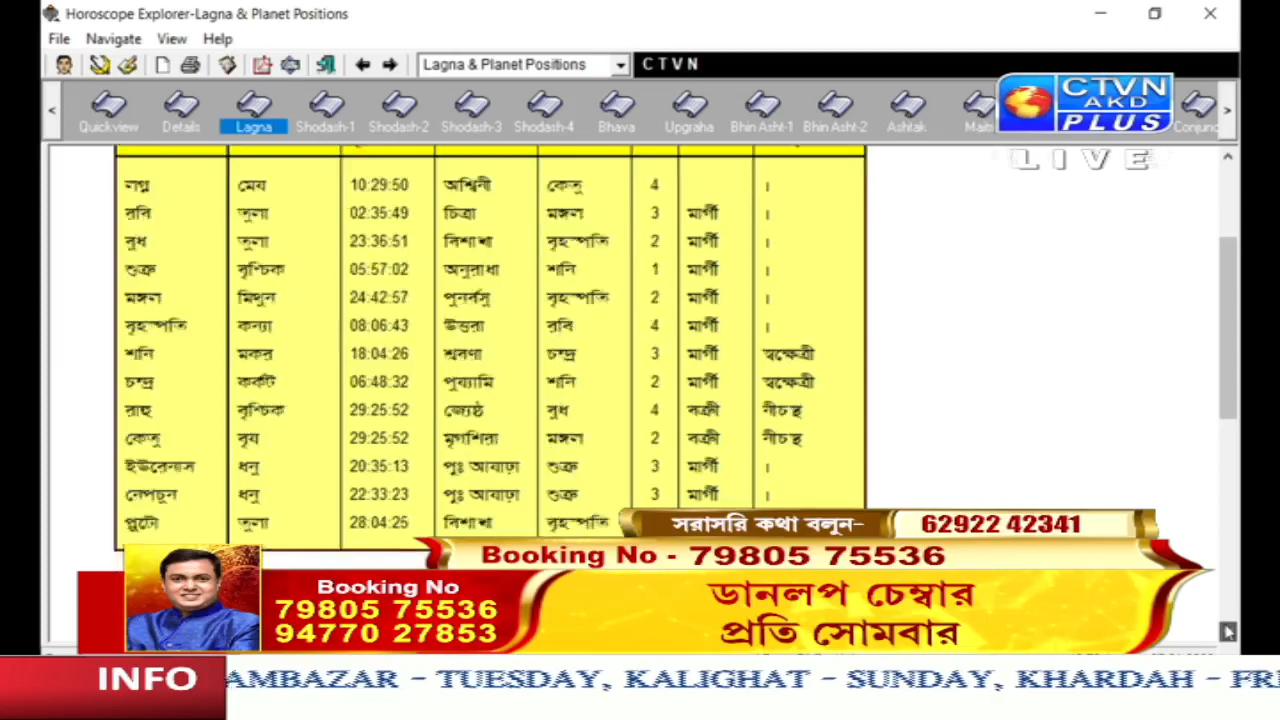 Horoscope Explorer-Lagna & Planet Positions
File Navigate View Help
Lagna & Planet Positions CTVN
Quickview Details Lagna Shodash-1 Shodash-2 Shodash-3 Shodash-4 Bhava Upgraha Bhin Asht-1 Bhin Asht-2 Ashtak Maitri Conjunc
CTVN
AKD
PLUS
LIVE
লগ্ন মেষ 10:29:50 অশ্বিনী কেতু 4 ।
রবি তুলা 02:35:49 চিত্রা মঙ্গল 3 মার্গী ।
বুধ তুলা 23:36:51 বিশাখা বৃহস্পতি 2 মার্গী ।
শুক্র বৃশ্চিক 05:57:02 অনুরাধা শনি 1 মার্গী ।
মঙ্গল মিথুন 24:42:57 পুনর্বসু বৃহস্পতি 2 মার্গী ।
বৃহস্পতি কন্যা 08:06:43 উত্তরা রবি 4 মার্গী ।
শনি মকর 18:04:26 শ্রবণা চন্দ্র 3 মার্গী স্বক্ষেত্রী
চন্দ্র কর্কট 06:48:32 পুষ্যামি শনি 2 মার্গী স্বক্ষেত্রী
রাহু বৃশ্চিক 29:25:52 জ্যেষ্ঠ বুধ 4 বক্রী নীচস্থ
কেতু বৃষ 29:25:52 মৃগশিরা মঙ্গল 2 বক্রী নীচস্থ
ইউরেনাস ধনু 20:35:13 পুঃ আষাঢ়া শুক্র 3 মার্গী ।
নেপচুন ধনু 22:33:23 পুঃ আষাঢ়া শুক্র 3 মার্গী ।
প্লুটো তুলা 28:04:25 বিশাখা বৃহস্পতি
সরাসরি কথা বলুন- 62922 42341
Booking No - 79805 75536
Booking No
79805 75536
94770 27853
ডানলপ চেম্বার
প্রতি সোমবার
INFO AMBAZAR - TUESDAY, KALIGHAT - SUNDAY, KHARDAH - FRI